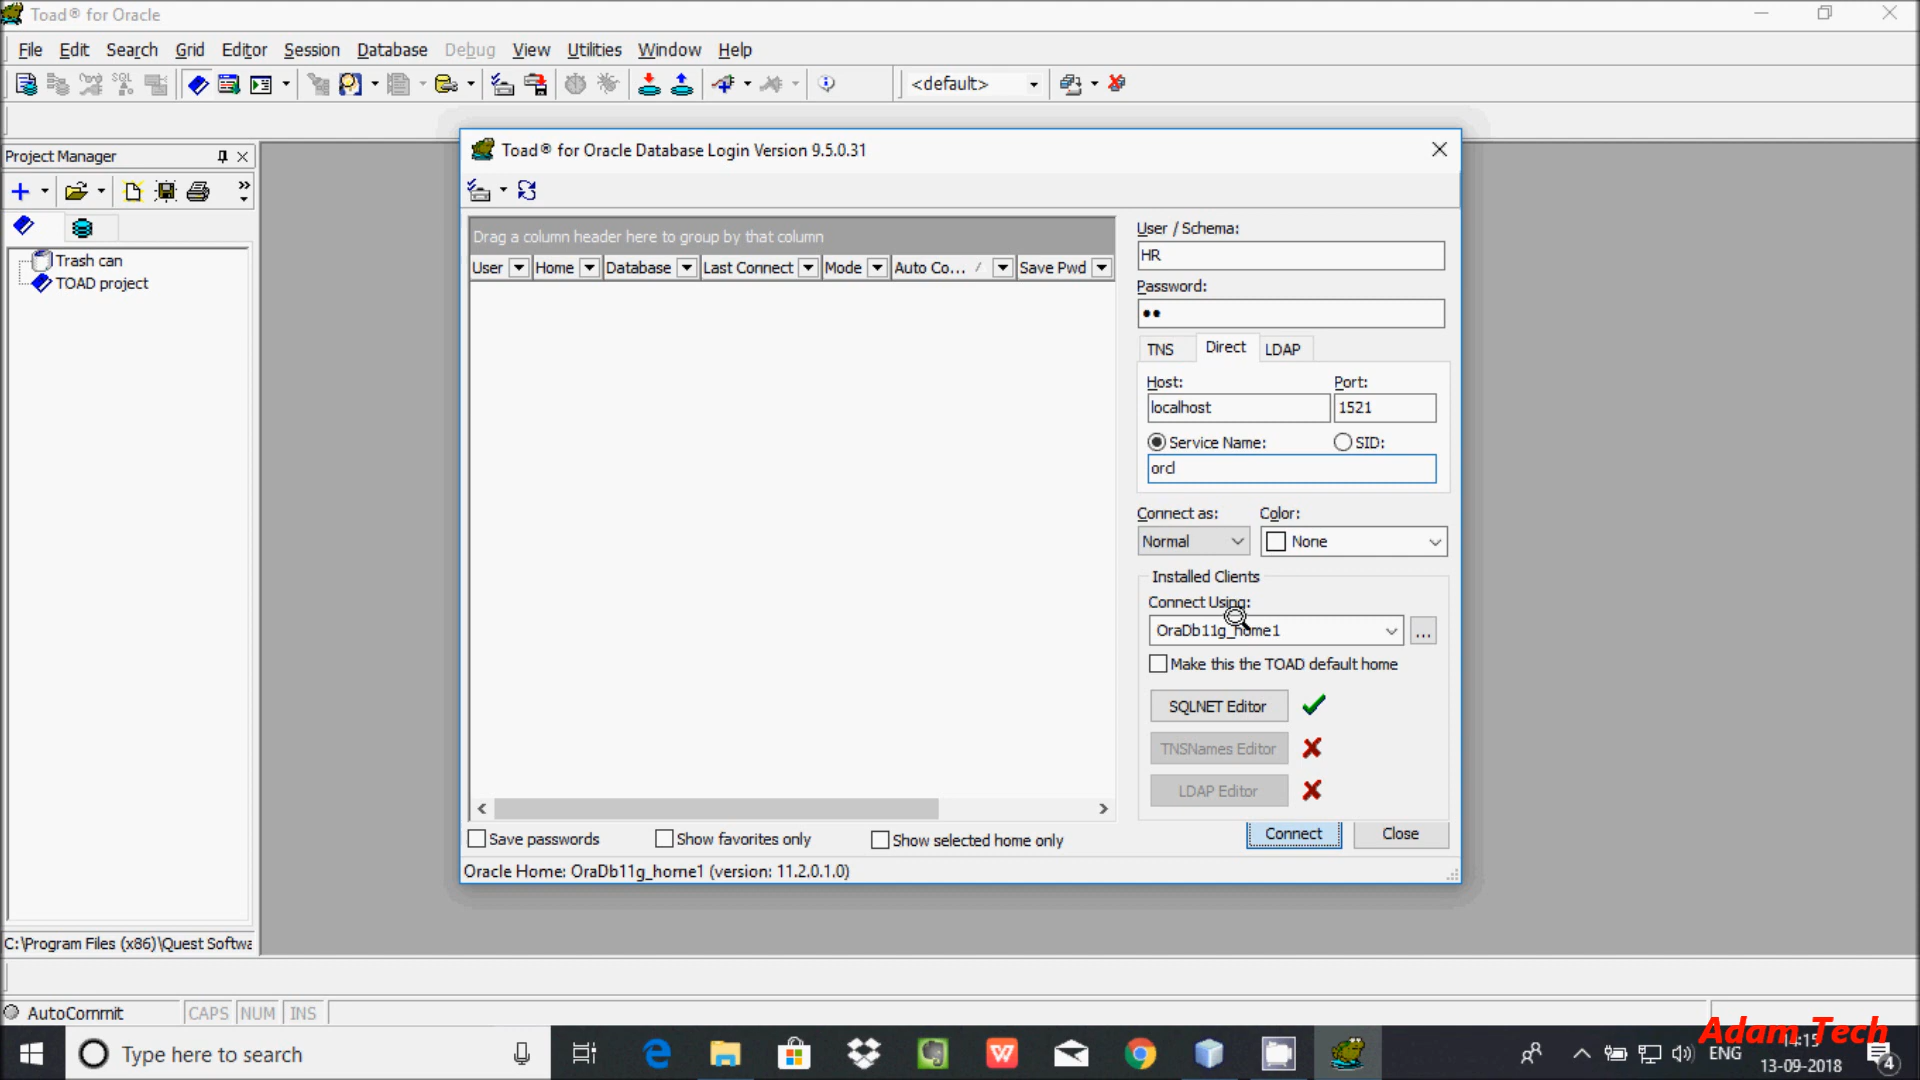 Toad® for Oracle
File Edit Search Grid Editor Session Database Debug View Utilities Window Help
SQL <default>
Project Manager
Trash can
TOAD project
C:\Program Files (x86)\Quest Softwa
Toad® for Oracle Database Login Version 9.5.0.31
Drag a column header here to group by that column
User Home Database Last Connect Mode Auto Co... Save Pwd
User / Schema:
HR
Password:
TNS Direct LDAP
Host: Port:
localhost 1521
Service Name: SID:
orcl
Connect as: Color:
Normal None
Installed Clients
Connect Using:
OraDb11g_home1 ...
Make this the TOAD default home
SQLNET Editor
TNSNames Editor
LDAP Editor
Save passwords Show favorites only Show selected home only
Connect Close
Oracle Home: OraDb11g_home1 (version: 11.2.0.1.0)
AutoCommit CAPS NUM INS
Adam Tech
Type here to search
ENG 14:15
13-09-2018 4